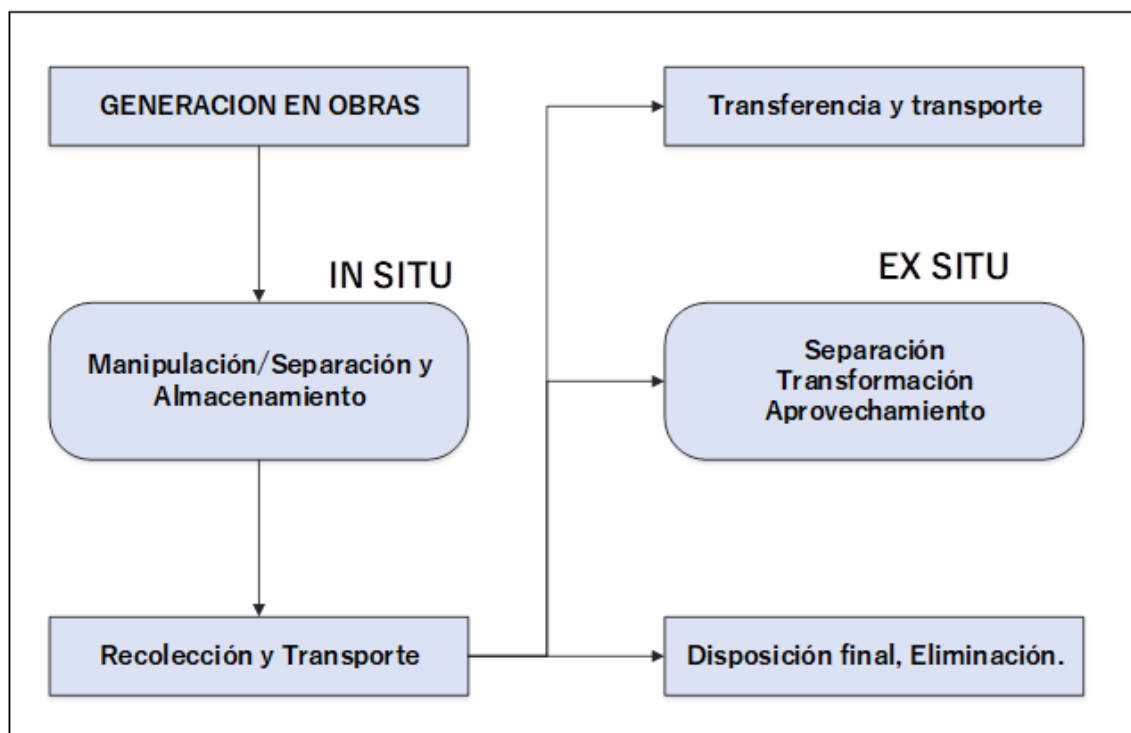 GENERACION EN OBRAS
Transferencia y transporte
IN SITU
EX SITU
Manipulación/Separación y
Almacenamiento
Separación
Transformación
Aprovechamiento
Recolección y Transporte
Disposición final, Eliminación.